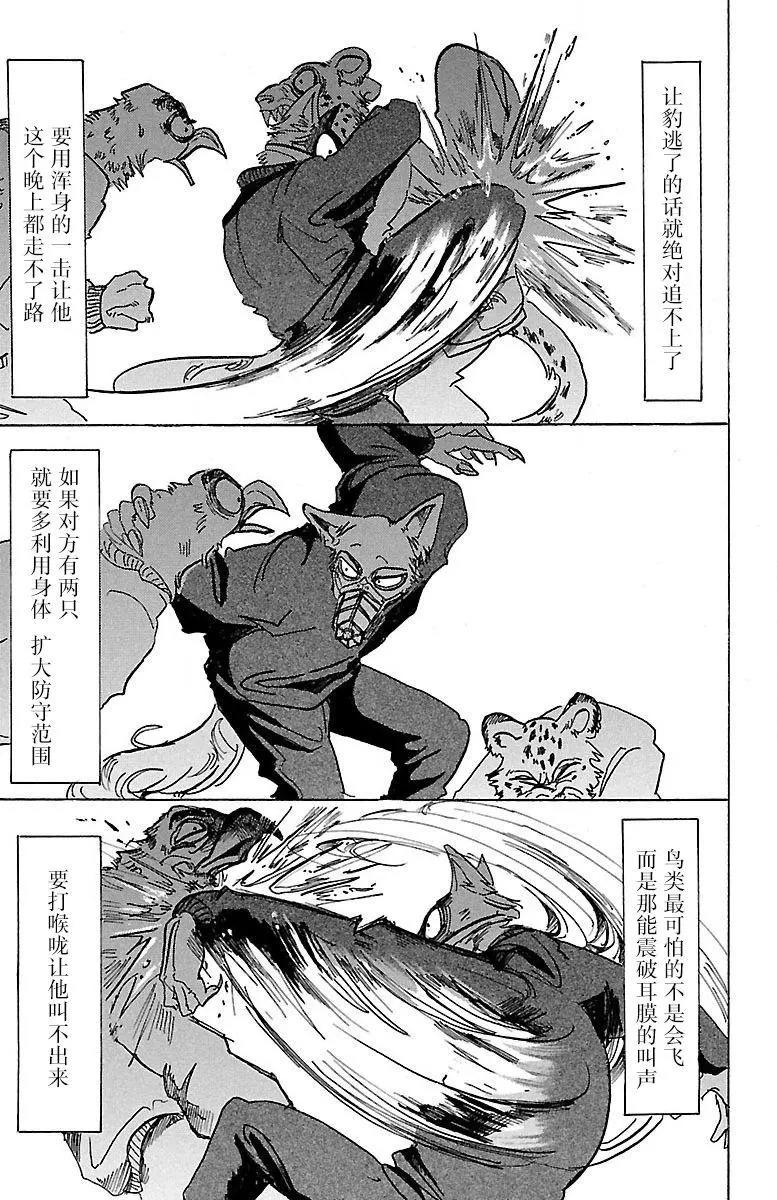 让豹逃了的话就绝对追不上了
要用浑身的一击让他
这个晚上都走不了路
如果对方有两只
就要多利用身体 扩大防守范围
鸟类最可怕的不是会飞
而是那能震破耳膜的叫声
要打喉咙让他叫不出来